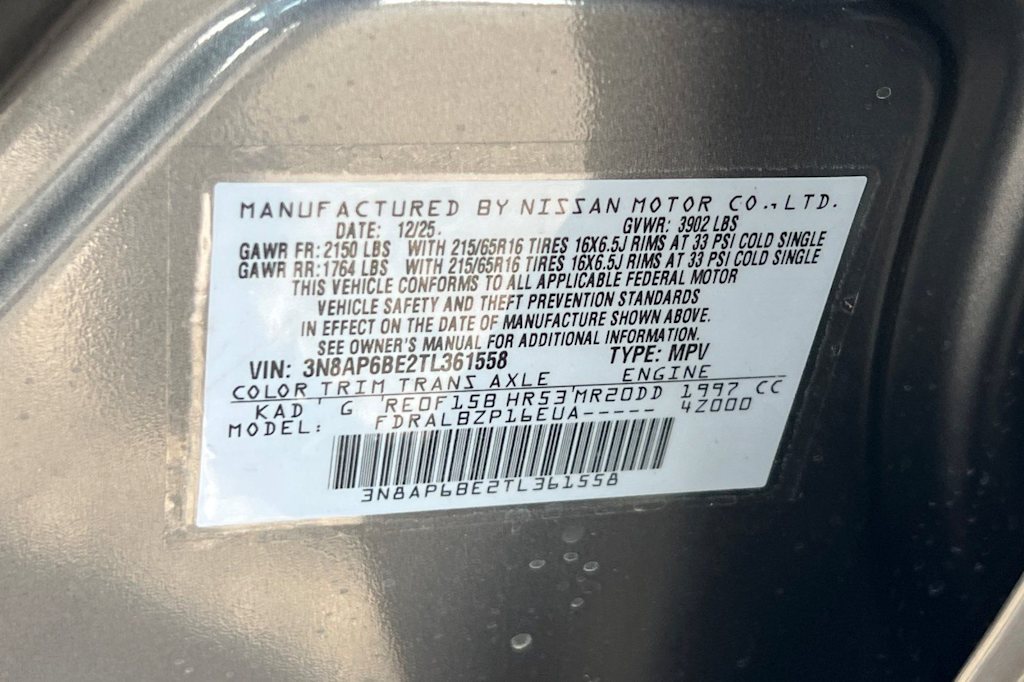 MANUFACTURED BY NISSAN MOTOR CO.,LTD.
DATE: 12/25. GVWR: 3902 LBS
GAWR FR: 2150 LBS WITH 215/65R16 TIRES 16X6.5J RIMS AT 33 PSI COLD SINGLE
GAWR RR: 1764 LBS WITH 215/65R16 TIRES 16X6.5J RIMS AT 33 PSI COLD SINGLE
THIS VEHICLE CONFORMS TO ALL APPLICABLE FEDERAL MOTOR
VEHICLE SAFETY AND THEFT PREVENTION STANDARDS
IN EFFECT ON THE DATE OF MANUFACTURE SHOWN ABOVE.
SEE OWNER'S MANUAL FOR ADDITIONAL INFORMATION.
VIN: 3N8AP6BE2TL361558 TYPE: MPV
COLOR TRIM TRANS AXLE ENGINE
KAD G RE0F15B HR53 MR20DD 1997 CC
MODEL: FDRALBZP16EUA----- 4Z000
3N8AP6BE2TL361558